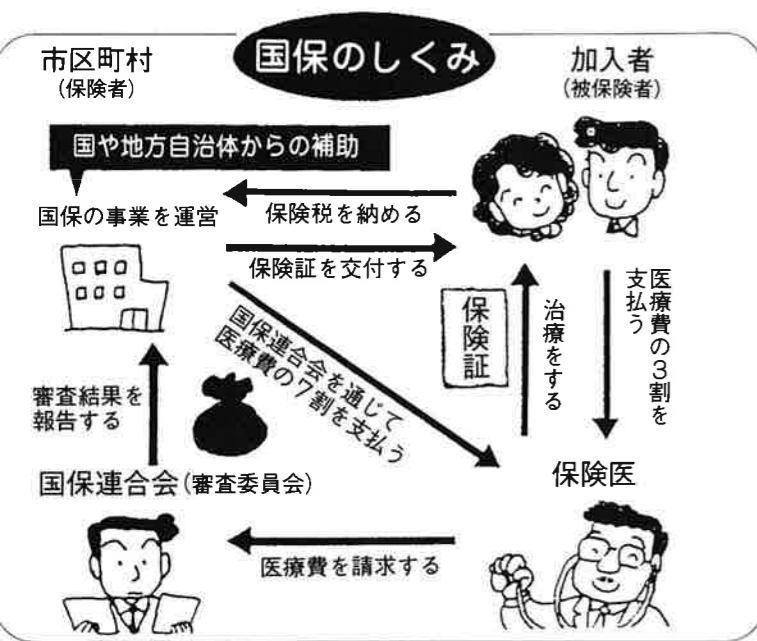 国保のしくみ
市区町村
(保険者)
加入者
(被保険者)
国や地方自治体からの補助
国保の事業を運営
保険税を納める
保険証を交付する
国保連合会を通じて
医療費の7割を支払う
保険証
治療をする
医療費の3割を
支払う
審査結果を
報告する
国保連合会(審査委員会)
保険医
医療費を請求する